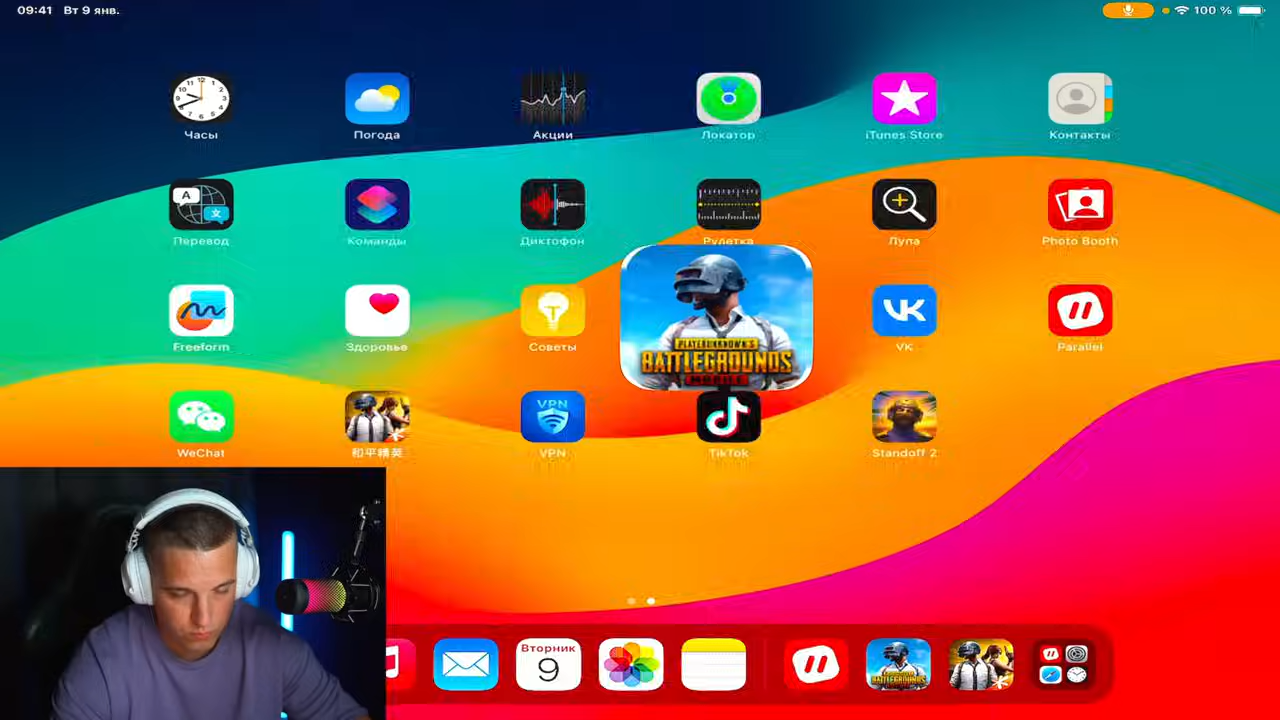 09:41 Вт 9 янв.
100 %
Часы
Погода
Акции
Локатор
iTunes Store
Контакты
Перевод
Команды
Диктофон
Рулетка
Лупа
Photo Booth
PLAYERUNKNOWN'S
BATTLEGROUNDS
MOBILE
Freeform
Здоровье
Советы
VK
Parallel
VPN
WeChat
和平精英
VPN
TikTok
Standoff 2
Вторник
9